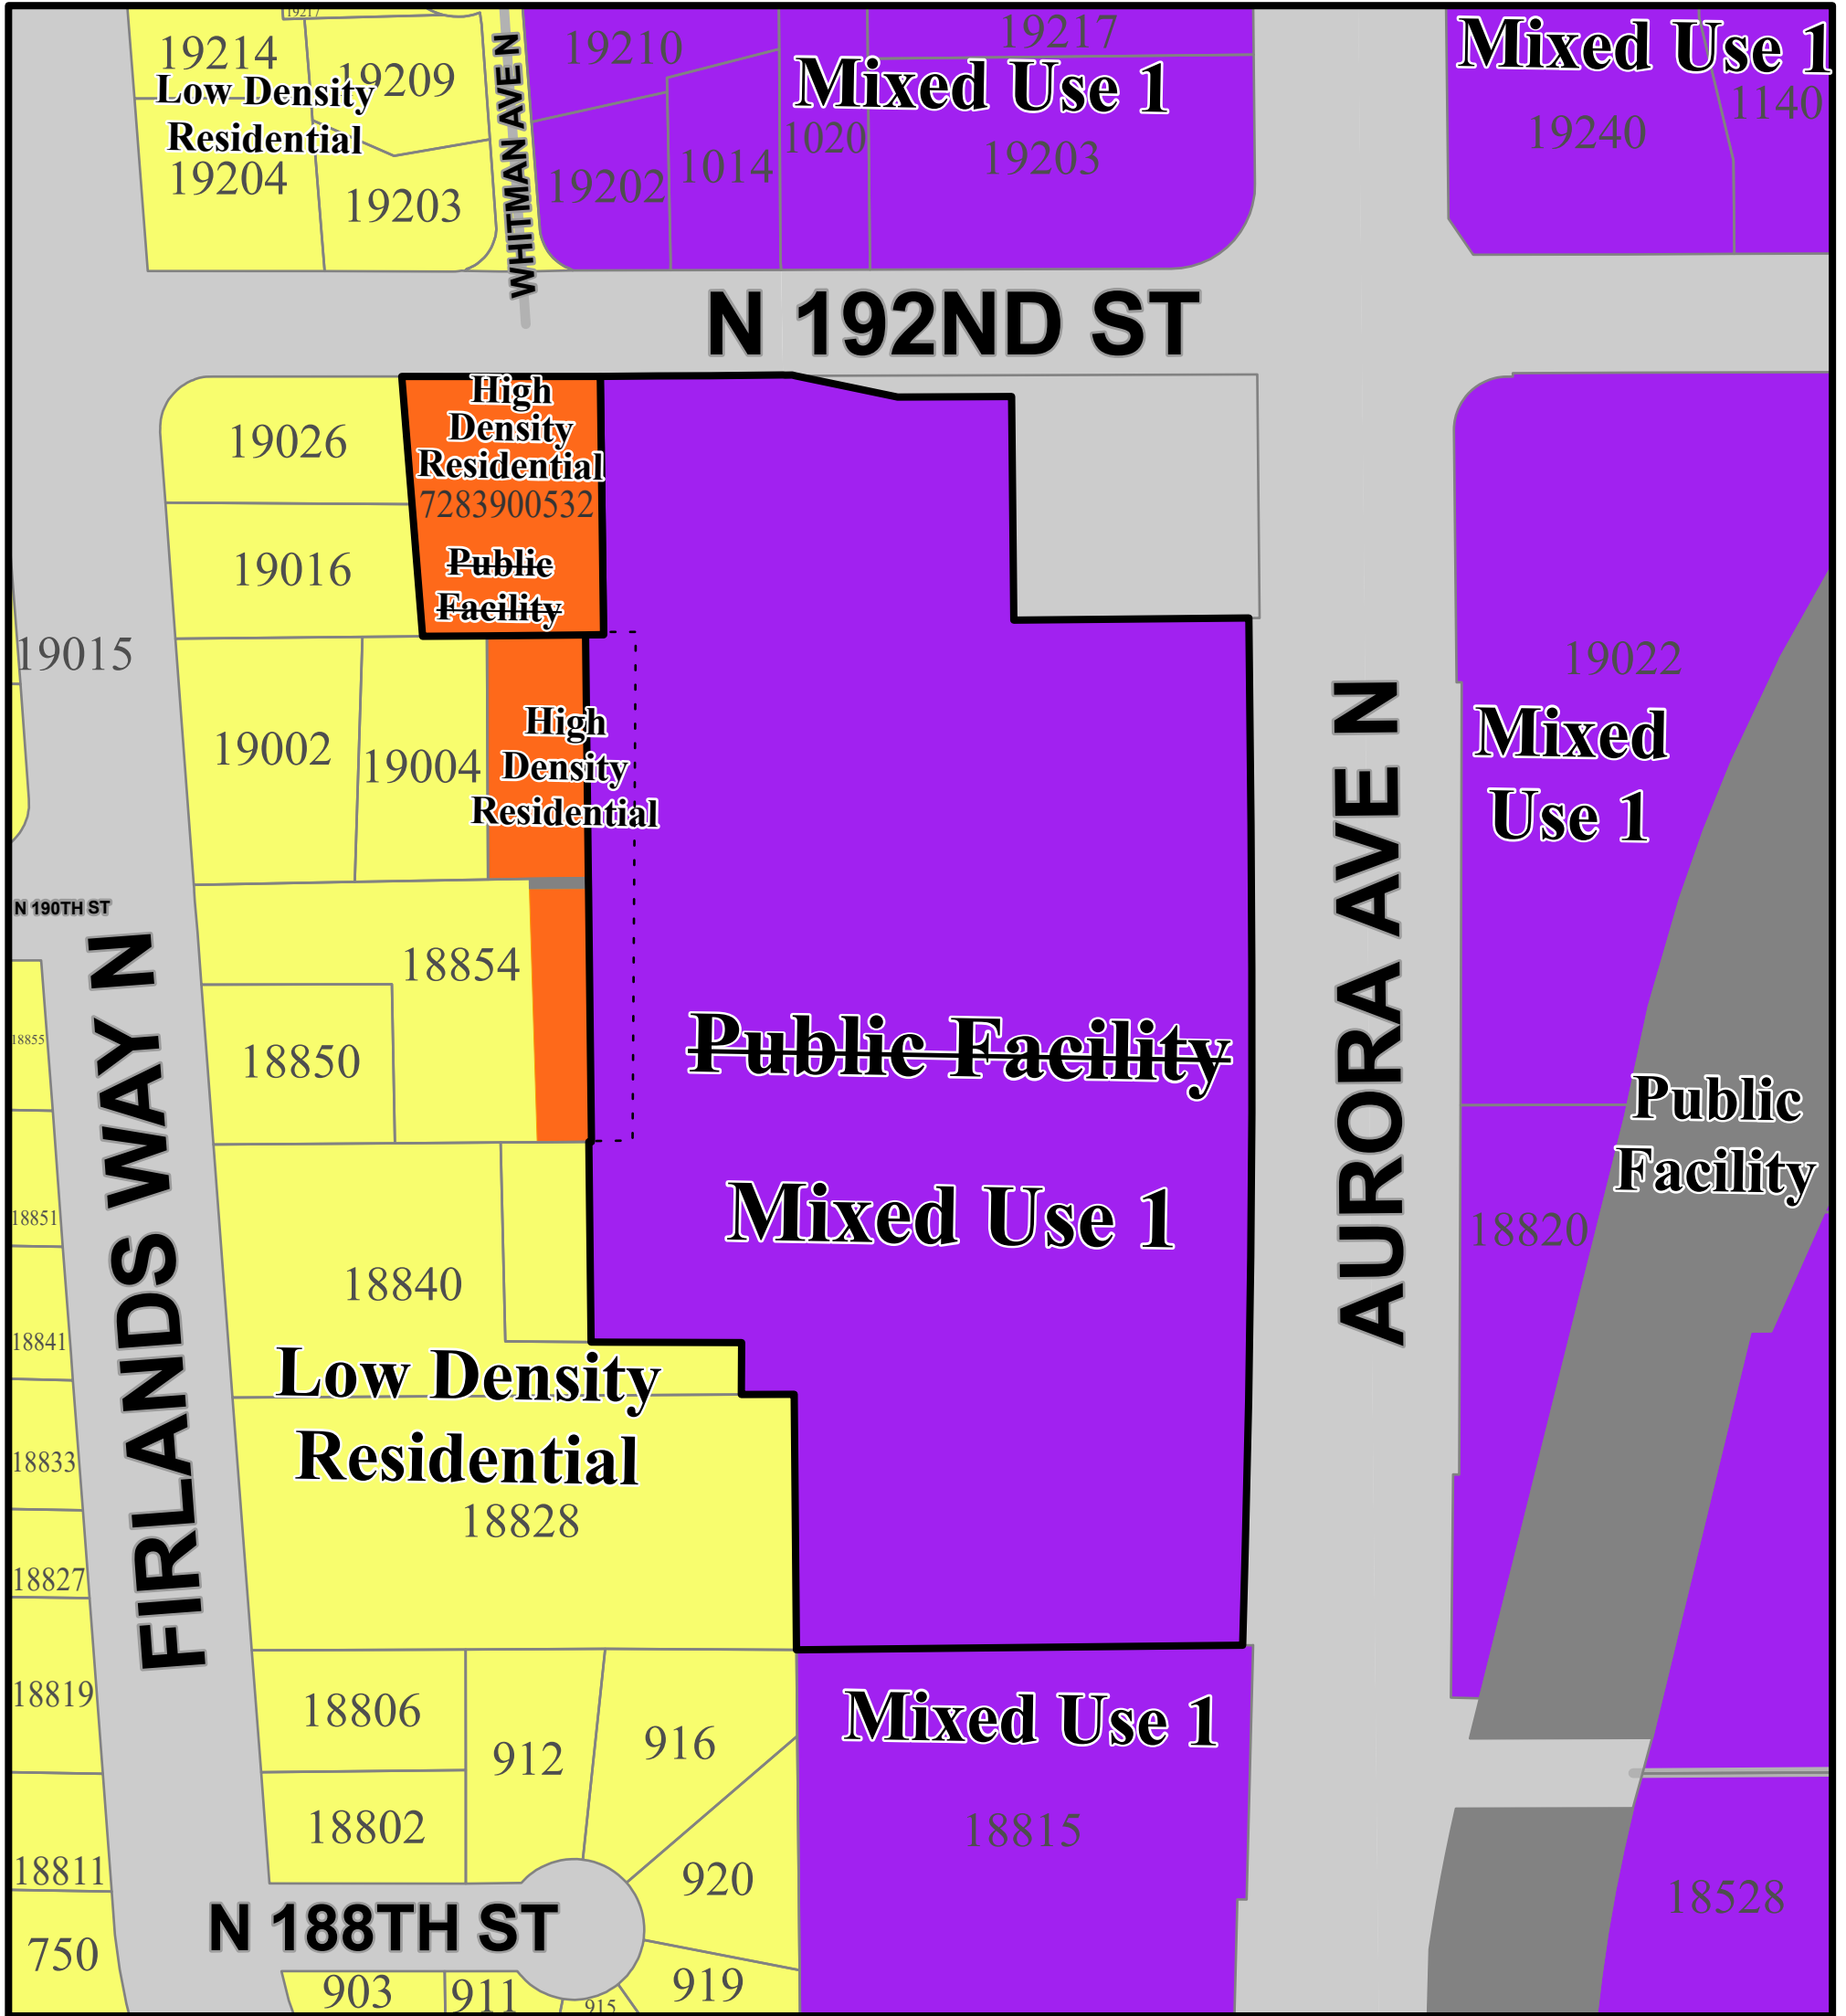 19217
19214
19209
Low Density
Residential
19204
19203
WHITMAN AVE N
19210
19217
Mixed Use 1
19202
1014
1020
19203
Mixed Use 1
19240
1140
N 192ND ST
19026
High
Density
Residential
7283900532
Public
Facility
19016
19015
19002
19004
High
Density
Residential
19022
Mixed
Use 1
N 190TH ST
18854
18850
18855
Public Facility
Mixed Use 1
AURORA AVE N
Public
Facility
18820
FIRLANDS WAY N
18851
18840
18841
Low Density
Residential
18828
18833
18827
18819
18806
912
916
Mixed Use 1
18802
18815
18811
920
18528
N 188TH ST
750
903
911
915
919